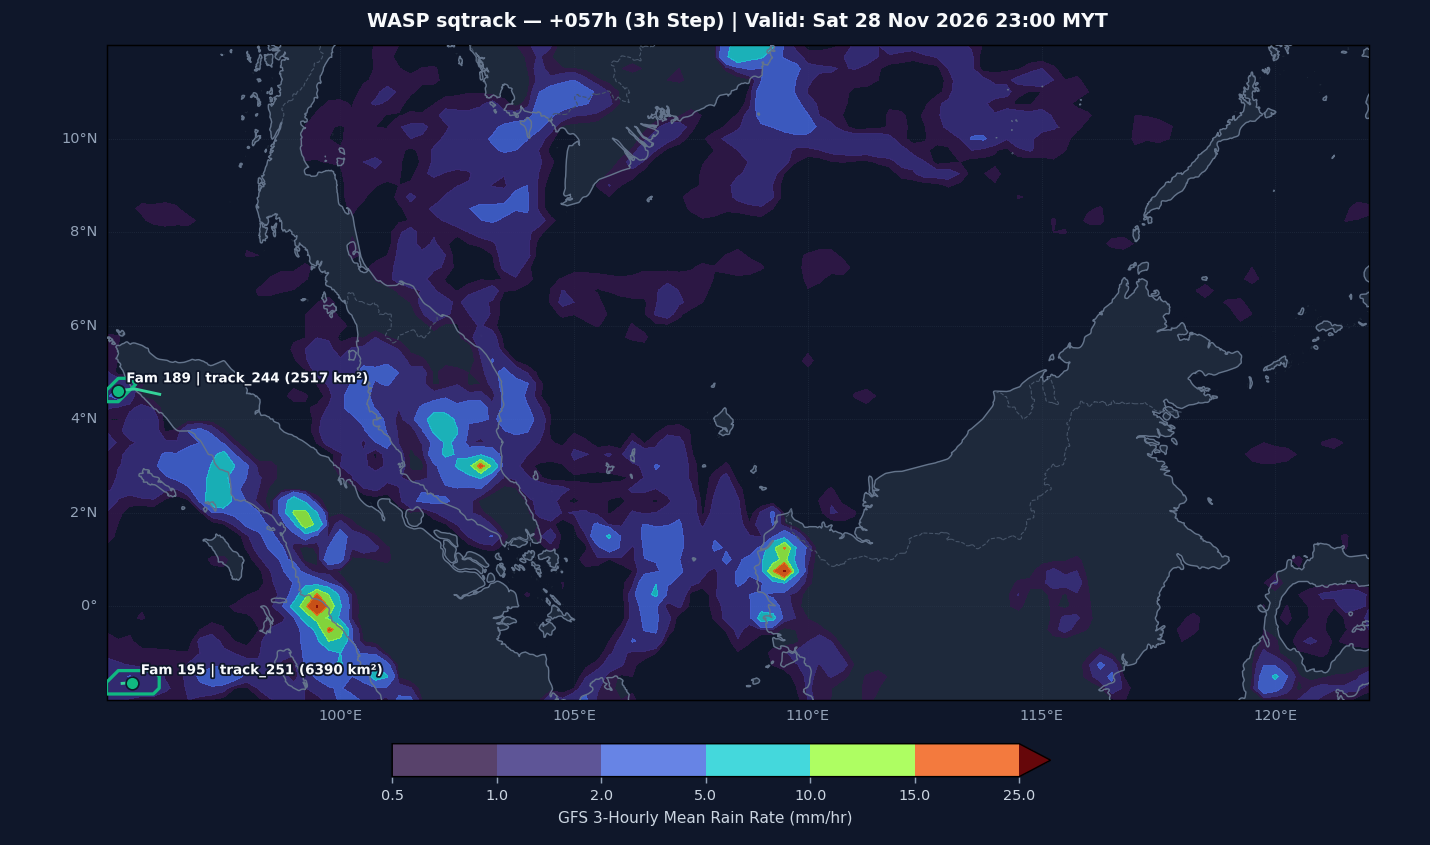 WASP sqtrack — +057h (3h Step) | Valid: Sat 28 Nov 2026 23:00 MYT
10°N
8°N
6°N
Fam 189 | track_244 (2517 km²)
4°N
2°N
0°
Fam 195 | track_251 (6390 km²)
100°E 105°E 110°E 115°E 120°E
0.5 1.0 2.0 5.0 10.0 15.0 25.0
GFS 3-Hourly Mean Rain Rate (mm/hr)